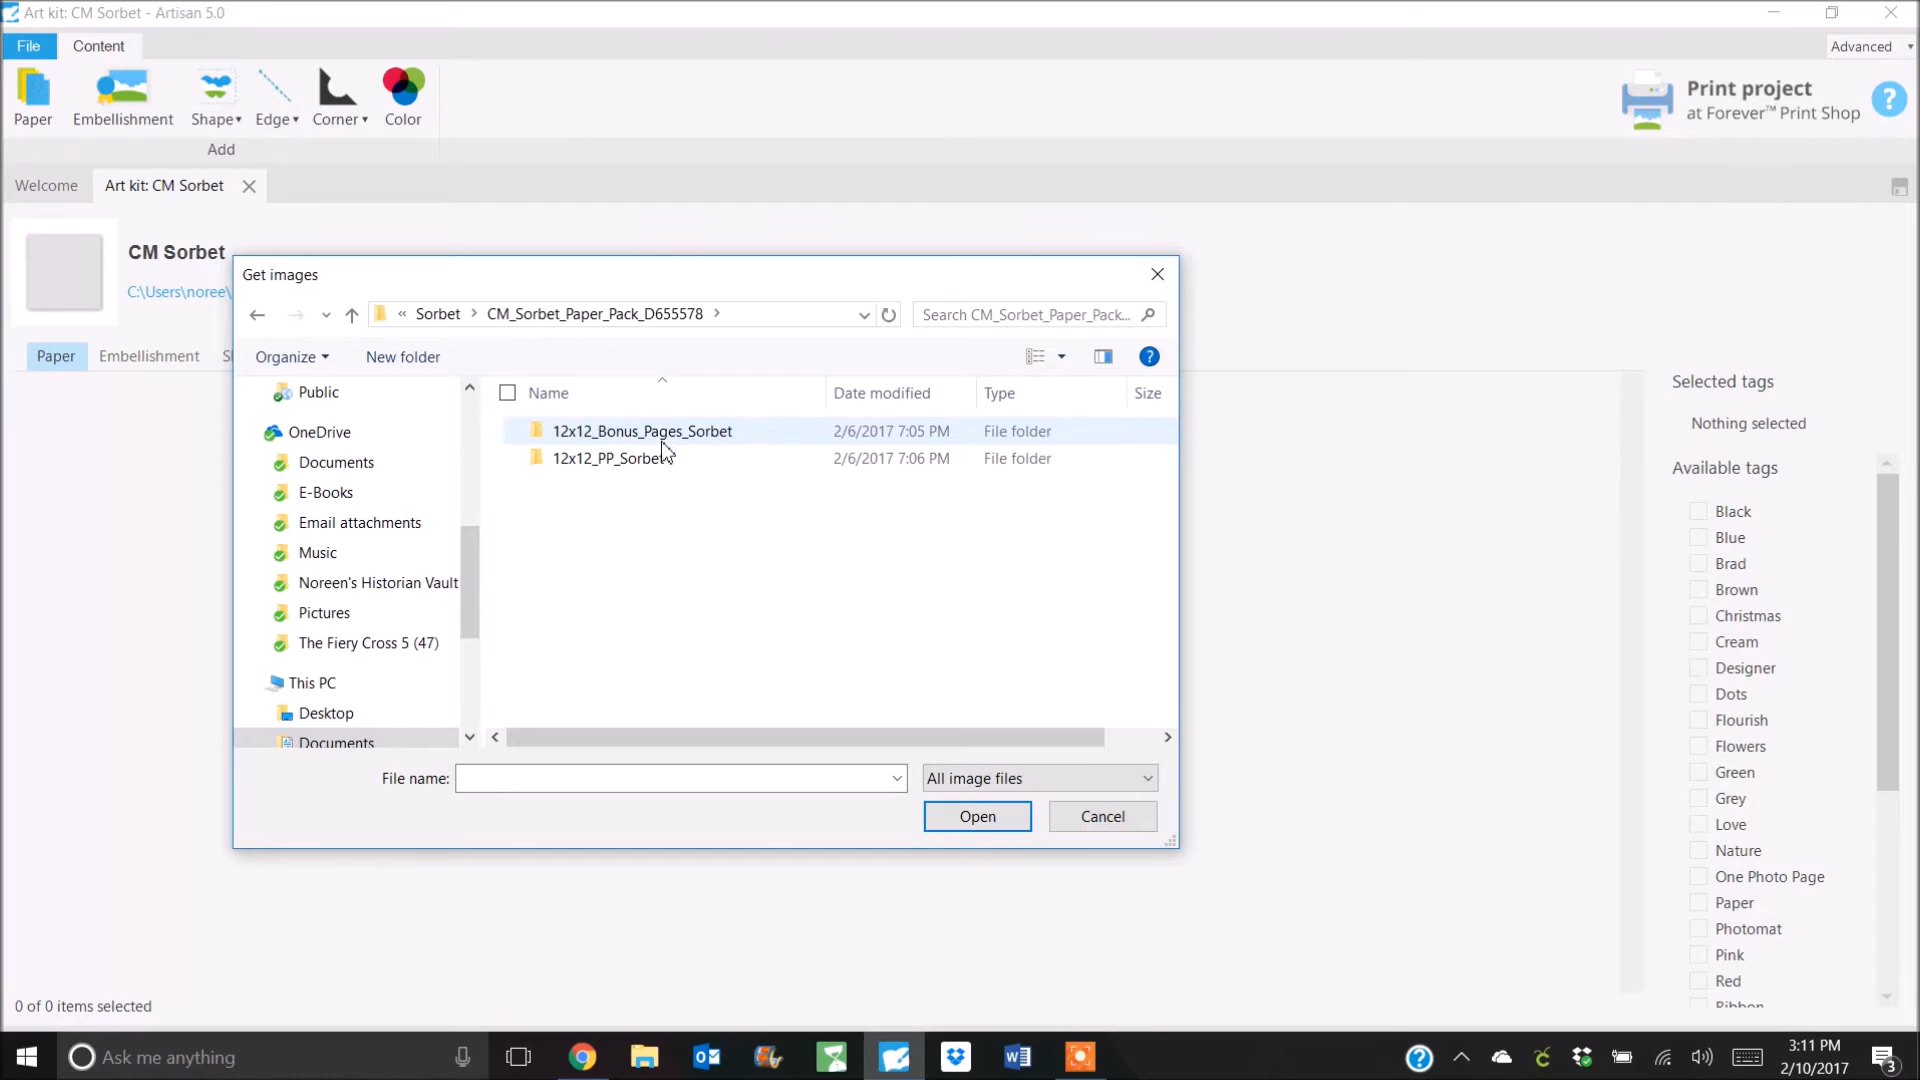 Art kit: CM Sorbet - Artisan 5.0
File
Content
Advanced
Paper
Embellishment
Shape
Edge
Corner
Color
Add
Print project
at Forever™ Print Shop
?
Welcome
Art kit: CM Sorbet
CM Sorbet
C:\Users\noree\
Paper
Embellishment
Get images
« Sorbet > CM_Sorbet_Paper_Pack_D655578 >
Search CM_Sorbet_Paper_Pack...
Organize
New folder
?
Public
OneDrive
Documents
E-Books
Email attachments
Music
Noreen's Historian Vault
Pictures
The Fiery Cross 5 (47)
This PC
Desktop
Documents
Name
Date modified
Type
Size
12x12_Bonus_Pages_Sorbet
2/6/2017 7:05 PM
File folder
12x12_PP_Sorbet
2/6/2017 7:06 PM
File folder
File name:
All image files
Open
Cancel
Selected tags
Nothing selected
Available tags
Black
Blue
Brad
Brown
Christmas
Cream
Designer
Dots
Flourish
Flowers
Green
Grey
Love
Nature
One Photo Page
Paper
Photomat
Pink
Red
Ribbon
0 of 0 items selected
Ask me anything
3:11 PM
2/10/2017
3